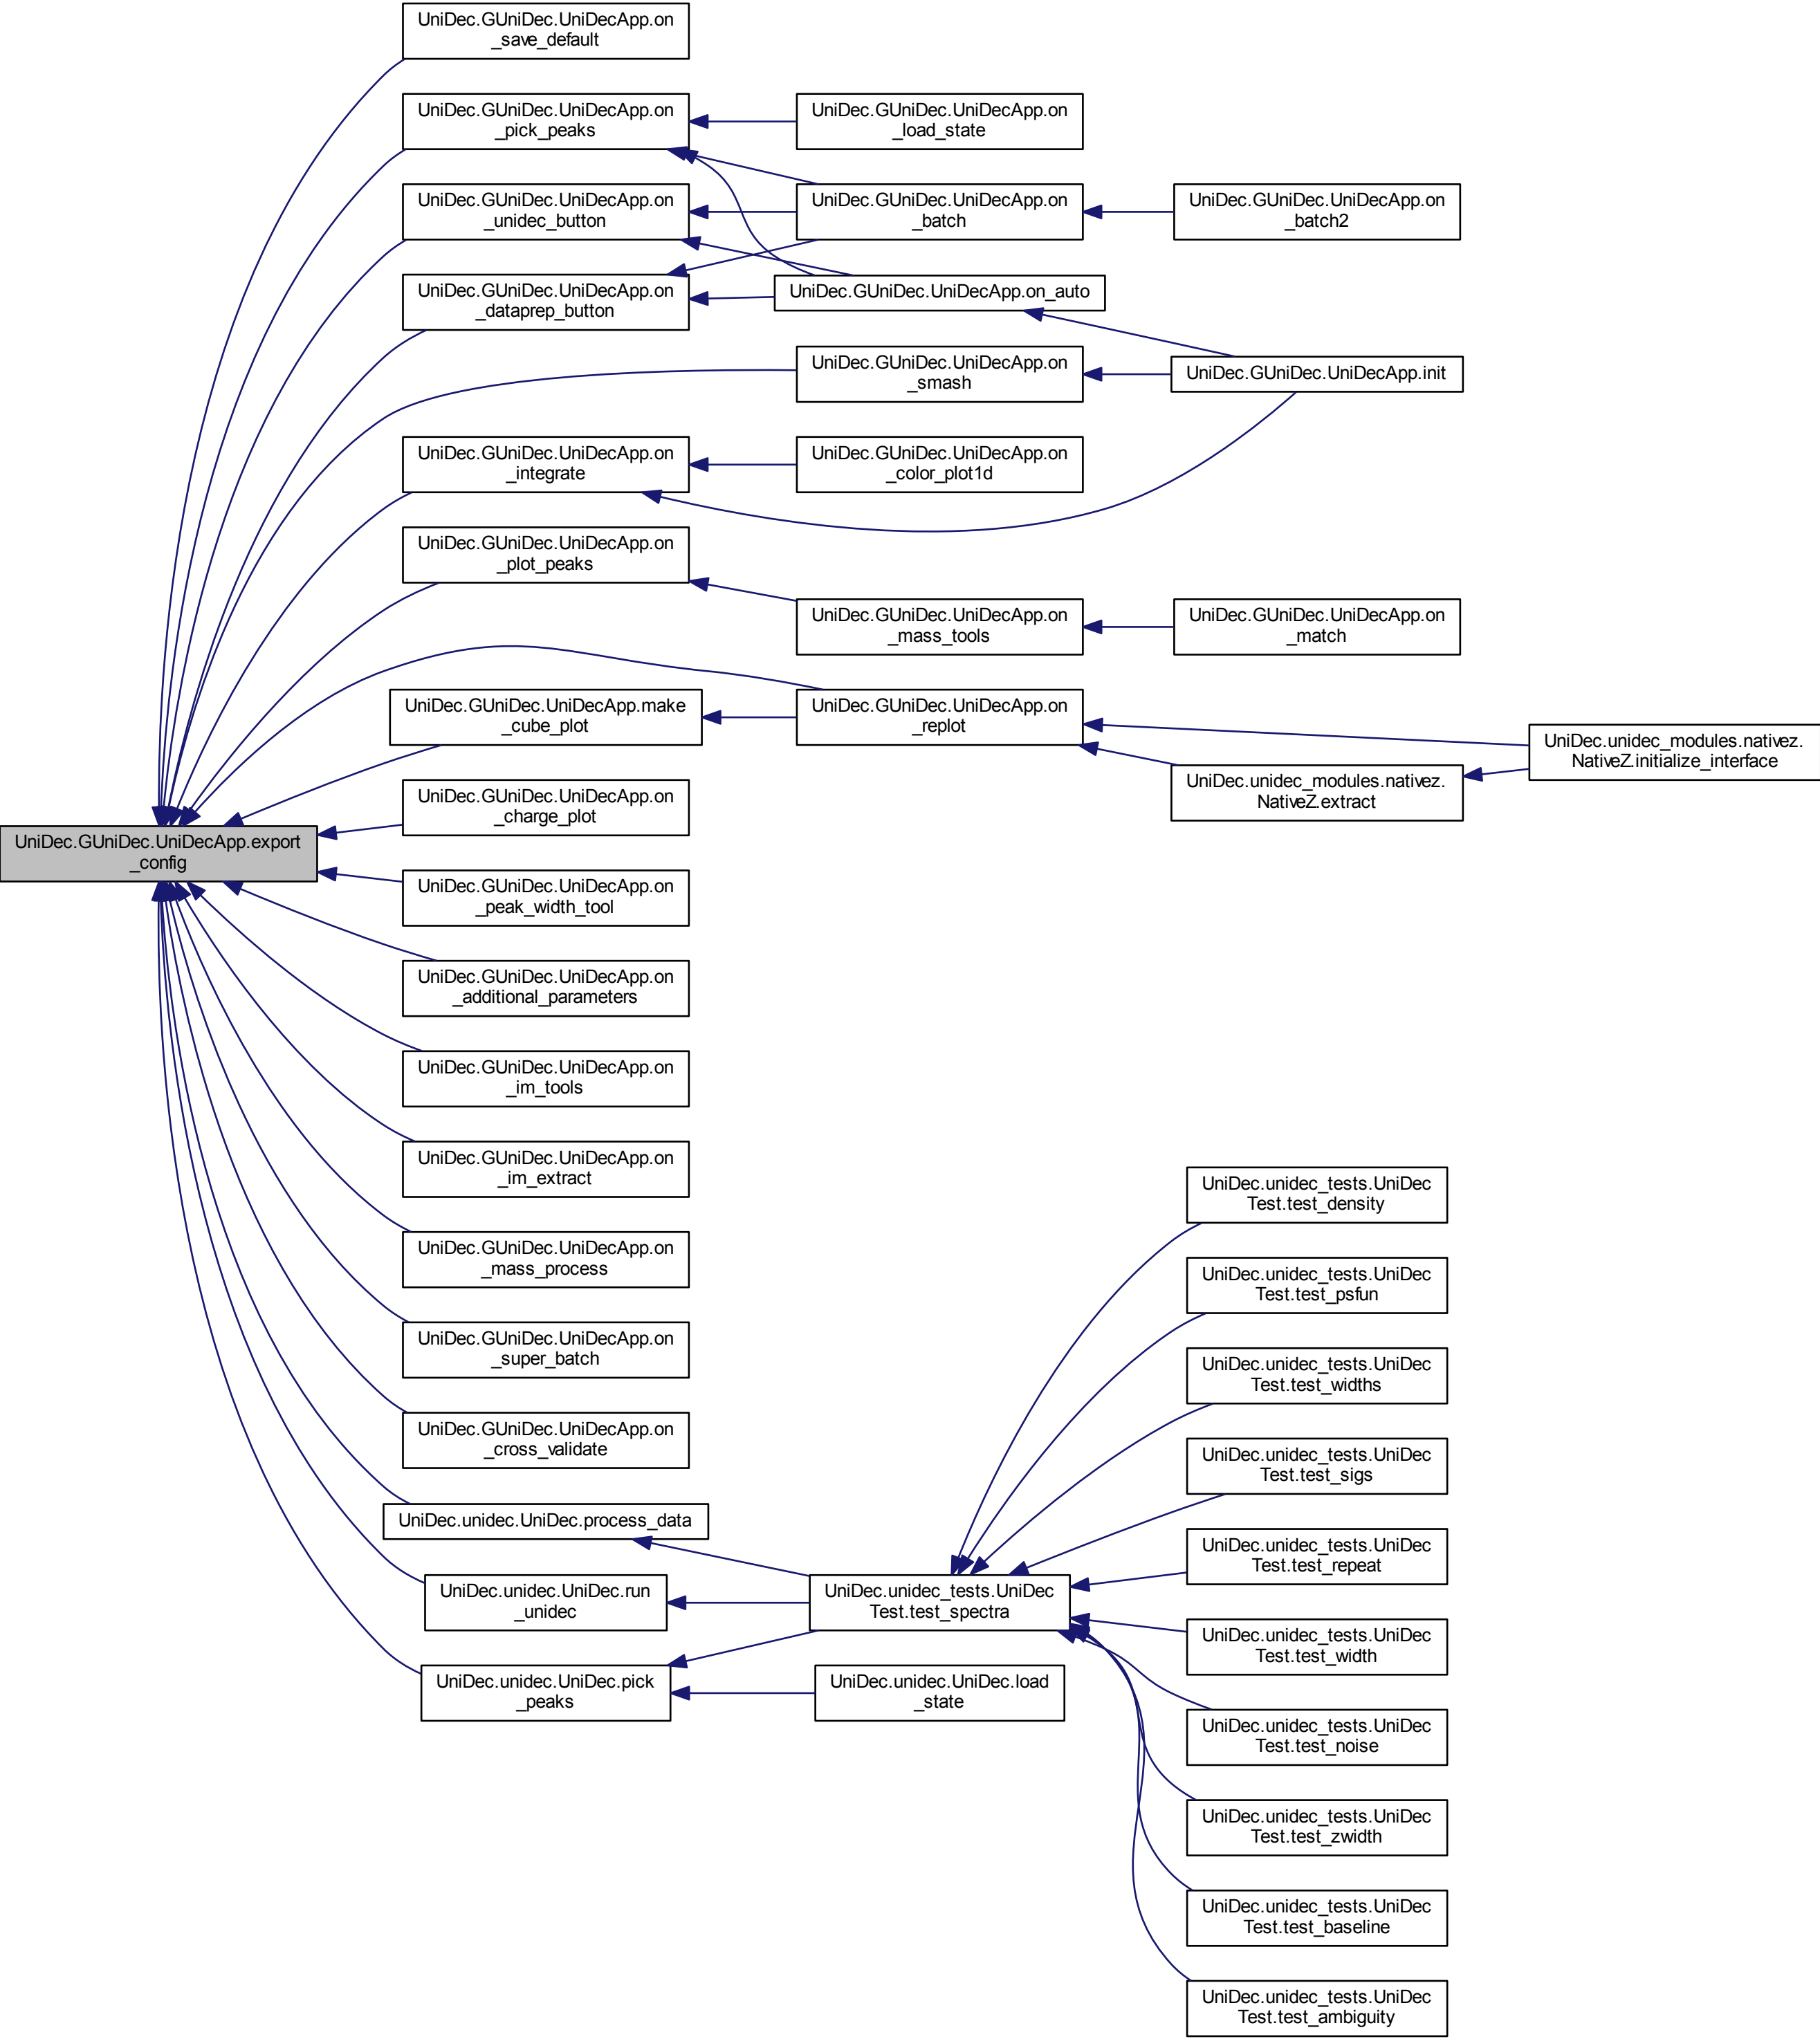 UniDec.GUniDec.UniDecApp.on
_save_default
UniDec.GUniDec.UniDecApp.on
_pick_peaks
UniDec.GUniDec.UniDecApp.on
_load_state
UniDec.GUniDec.UniDecApp.on
_unidec_button
UniDec.GUniDec.UniDecApp.on
_batch
UniDec.GUniDec.UniDecApp.on
_batch2
UniDec.GUniDec.UniDecApp.on
_dataprep_button
UniDec.GUniDec.UniDecApp.on_auto
UniDec.GUniDec.UniDecApp.on
_smash
UniDec.GUniDec.UniDecApp.init
UniDec.GUniDec.UniDecApp.on
_integrate
UniDec.GUniDec.UniDecApp.on
_color_plot1d
UniDec.GUniDec.UniDecApp.on
_plot_peaks
UniDec.GUniDec.UniDecApp.on
_mass_tools
UniDec.GUniDec.UniDecApp.on
_match
UniDec.GUniDec.UniDecApp.make
_cube_plot
UniDec.GUniDec.UniDecApp.on
_replot
UniDec.unidec_modules.nativez.
NativeZ.initialize_interface
UniDec.unidec_modules.nativez.
NativeZ.extract
UniDec.GUniDec.UniDecApp.on
_charge_plot
UniDec.GUniDec.UniDecApp.export
_config
UniDec.GUniDec.UniDecApp.on
_peak_width_tool
UniDec.GUniDec.UniDecApp.on
_additional_parameters
UniDec.GUniDec.UniDecApp.on
_im_tools
UniDec.GUniDec.UniDecApp.on
_im_extract
UniDec.GUniDec.UniDecApp.on
_mass_process
UniDec.GUniDec.UniDecApp.on
_super_batch
UniDec.GUniDec.UniDecApp.on
_cross_validate
UniDec.unidec.UniDec.process_data
UniDec.unidec.UniDec.run
_unidec
UniDec.unidec.UniDec.pick
_peaks
UniDec.unidec_tests.UniDec
Test.test_spectra
UniDec.unidec.UniDec.load
_state
UniDec.unidec_tests.UniDec
Test.test_density
UniDec.unidec_tests.UniDec
Test.test_psfun
UniDec.unidec_tests.UniDec
Test.test_widths
UniDec.unidec_tests.UniDec
Test.test_sigs
UniDec.unidec_tests.UniDec
Test.test_repeat
UniDec.unidec_tests.UniDec
Test.test_width
UniDec.unidec_tests.UniDec
Test.test_noise
UniDec.unidec_tests.UniDec
Test.test_zwidth
UniDec.unidec_tests.UniDec
Test.test_baseline
UniDec.unidec_tests.UniDec
Test.test_ambiguity